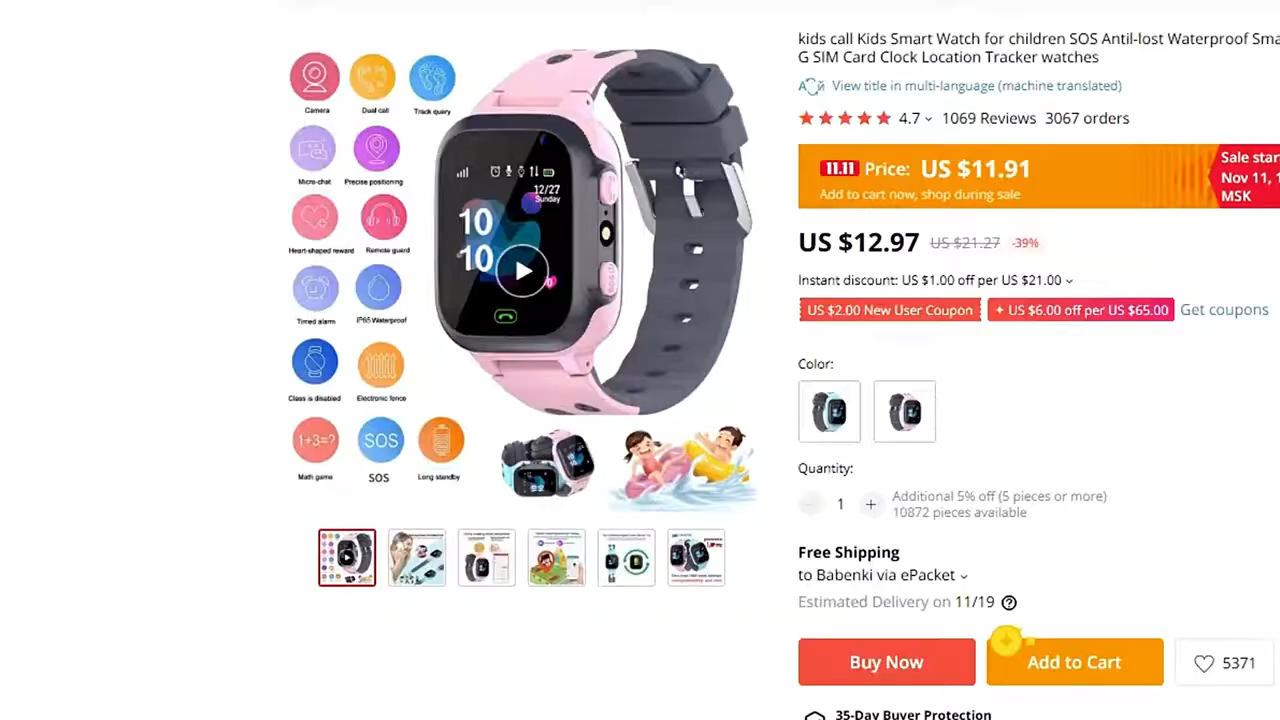 kids call Kids Smart Watch for children SOS Antil-lost Waterproof Sma
G SIM Card Clock Location Tracker watches
View title in multi-language (machine translated)
4.7 1069 Reviews 3067 orders
11.11 Price: US $11.91
Add to cart now, shop during sale
Sale star
Nov 11, 1
MSK
US $12.97 US $21.27 -39%
Instant discount: US $1.00 off per US $21.00
US $2.00 New User Coupon + US $6.00 off per US $65.00 Get coupons
Color:
Quantity:
1 + Additional 5% off (5 pieces or more)
10872 pieces available
Free Shipping
to Babenki via ePacket
Estimated Delivery on 11/19
Buy Now Add to Cart 5371
35-Day Buyer Protection
Camera Dual call Track query
Micro-chat Precise positioning
Heart-shaped reward Remote guard
Timed alarm IP65 Waterproof
Class is disabled Electronic fence
1+3=? SOS
Math game SOS Long standby
12/27
Sunday
10
10
SOS